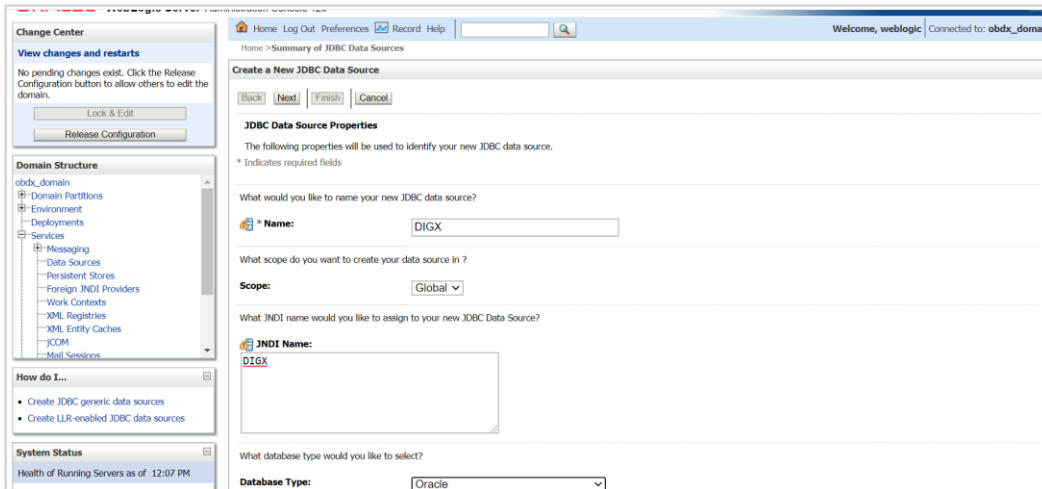 WebLogic Server Administration Console 12c
Change Center
View changes and restarts
No pending changes exist. Click the Release
Configuration button to allow others to edit the
domain.
Lock & Edit
Release Configuration
Domain Structure
obdx_domain
Domain Partitions
Environment
Deployments
Services
Messaging
Data Sources
Persistent Stores
Foreign JNDI Providers
Work Contexts
XML Registries
XML Entity Caches
jCOM
Mail Sessions
How do I...
Create JDBC generic data sources
Create LLR-enabled JDBC data sources
System Status
Health of Running Servers as of 12:07 PM
Home Log Out Preferences Record Help
Welcome, weblogic Connected to: obdx_doma
Home >Summary of JDBC Data Sources
Create a New JDBC Data Source
Back Next Finish Cancel
JDBC Data Source Properties
The following properties will be used to identify your new JDBC data source.
* Indicates required fields
What would you like to name your new JDBC data source?
* Name: DIGX
What scope do you want to create your data source in ?
Scope: Global
What JNDI name would you like to assign to your new JDBC Data Source?
JNDI Name:
DIGX
What database type would you like to select?
Database Type: Oracle